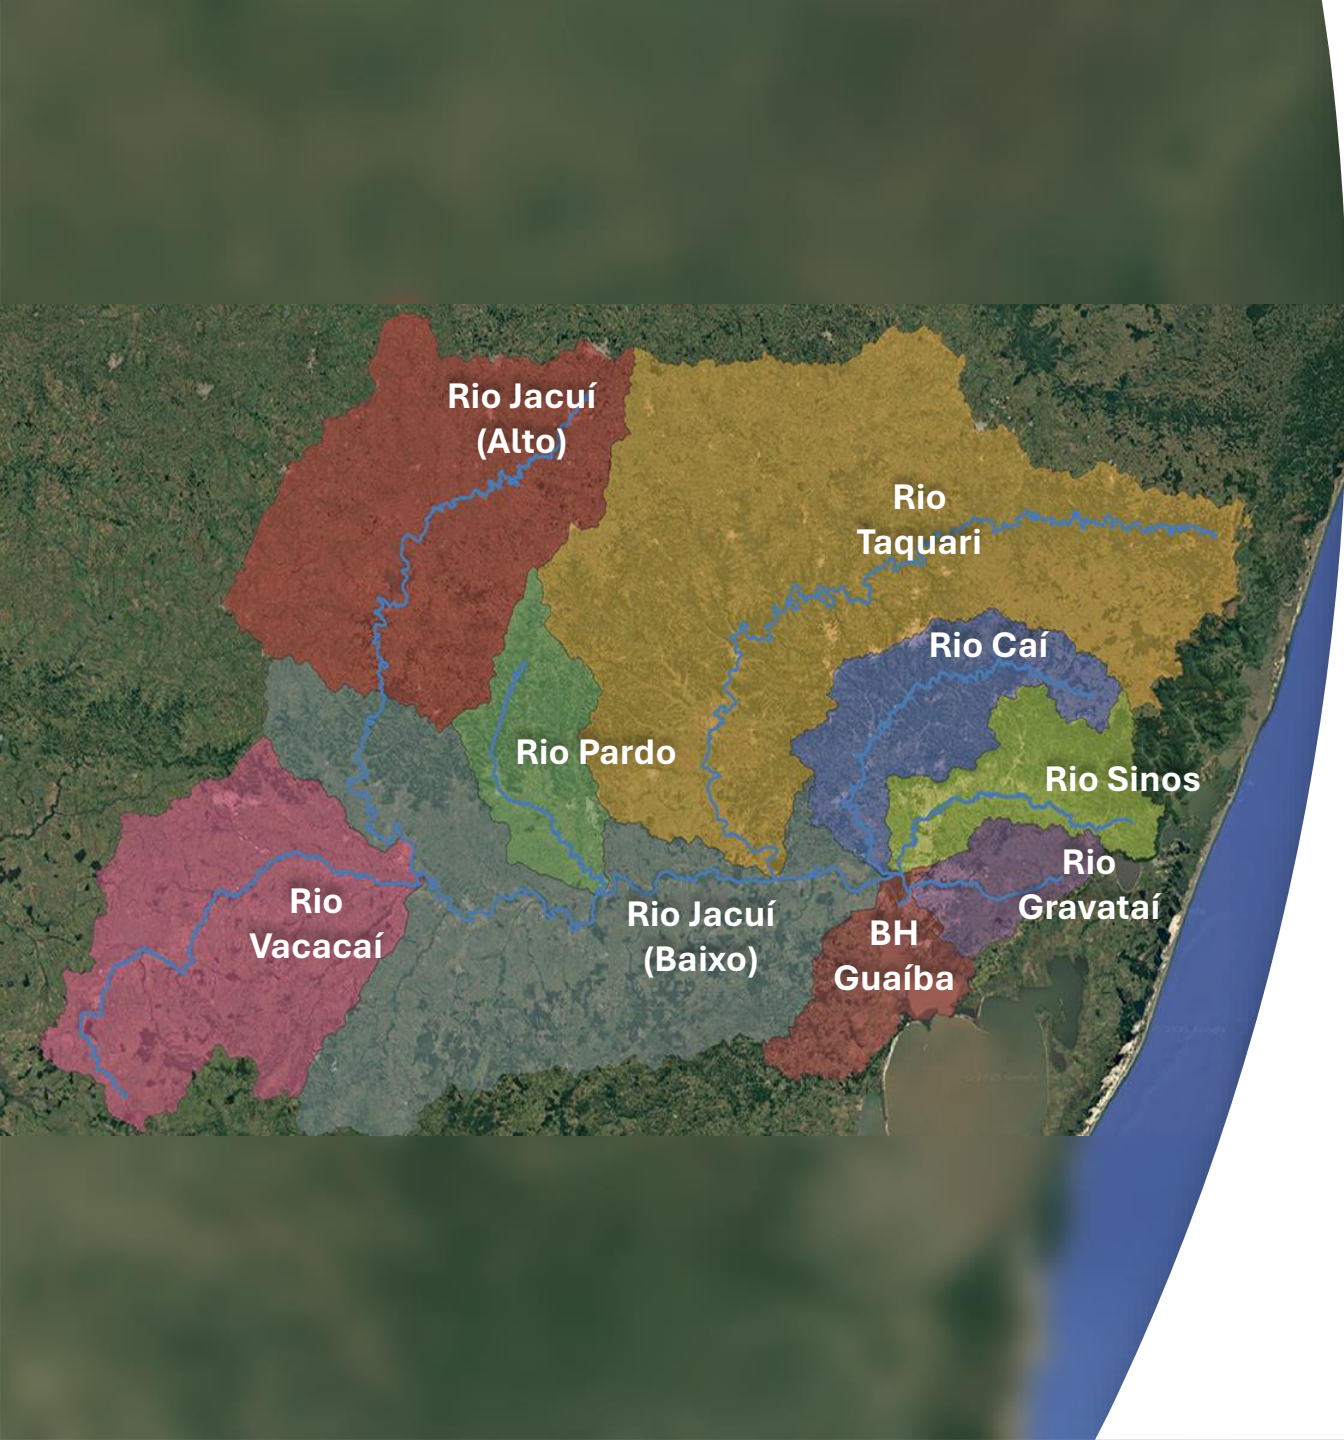 Rio Jacuí
(Alto)
Rio
Taquari
Rio Caí
Rio Pardo
Rio Sinos
Rio
Gravataí
Rio
Vacacaí
Rio Jacuí
(Baixo)
BH
Guaíba